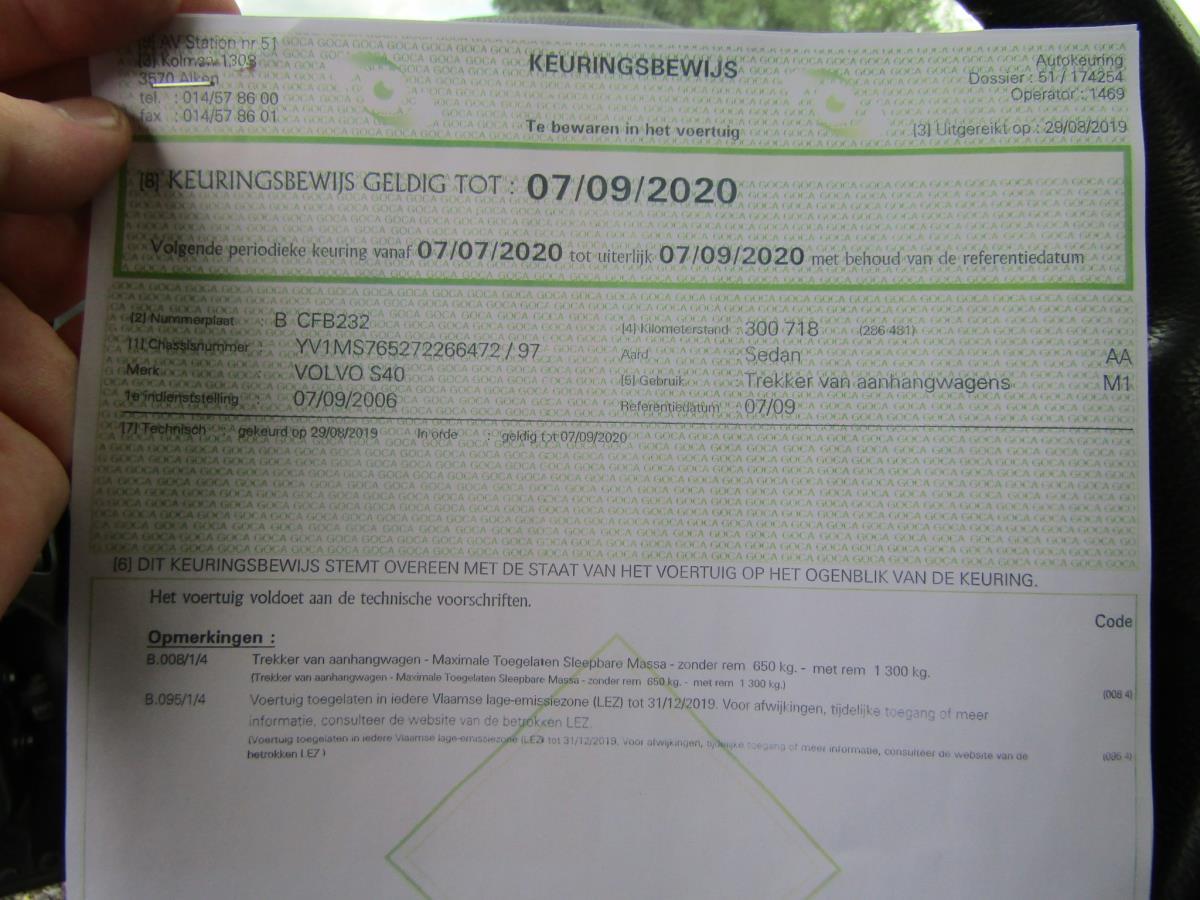 [9] AV Station nr 51
KEURINGSBEWIJS
Autokeuring
[3] Kolmen 1308
Dossier : 51 / 174254
3570 Alken
Operator : 1469
tel. : 014/57 86 00
fax : 014/57 86 01
Te bewaren in het voertuig
[3] Uitgereikt op : 29/08/2019
[8] KEURINGSBEWIJS GELDIG TOT : 07/09/2020
Volgende periodieke keuring vanaf 07/07/2020 tot uiterlijk 07/09/2020 met behoud van de referentiedatum
[2] Nummerplaat : B CFB232
[4] Kilometerstand : 300 718 (286 481)
[1] Chassisnummer YV1MS765272266472 / 97
Aard : Sedan AA
Merk VOLVO S40
[5] Gebruik : Trekker van aanhangwagens M1
1e indienststelling : 07/09/2006
Referentiedatum : 07/09
[7] Technisch : gekeurd op 29/08/2019 In orde : geldig tot 07/09/2020
[6] DIT KEURINGSBEWIJS STEMT OVEREEN MET DE STAAT VAN HET VOERTUIG OP HET OGENBLIK VAN DE KEURING.
Het voertuig voldoet aan de technische voorschriften.
Code
Opmerkingen :
B.008/1/4 Trekker van aanhangwagen - Maximale Toegelaten Sleepbare Massa - zonder rem 650 kg. - met rem 1 300 kg.
(Trekker van aanhangwagen - Maximale Toegelaten Sleepbare Massa - zonder rem 650 kg. - met rem 1 300 kg.) (008.4)
B.095/1/4 Voertuig toegelaten in iedere Vlaamse lage-emissiezone (LEZ) tot 31/12/2019. Voor afwijkingen, tijdelijke toegang of meer
informatie, consulteer de website van de betrokken LEZ.
(Voertuig toegelaten in iedere Vlaamse lage-emissiezone (LEZ) tot 31/12/2019. Voor afwijkingen, tijdelijke toegang of meer informatie, consulteer de website van de
betrokken LEZ.) (095.4)